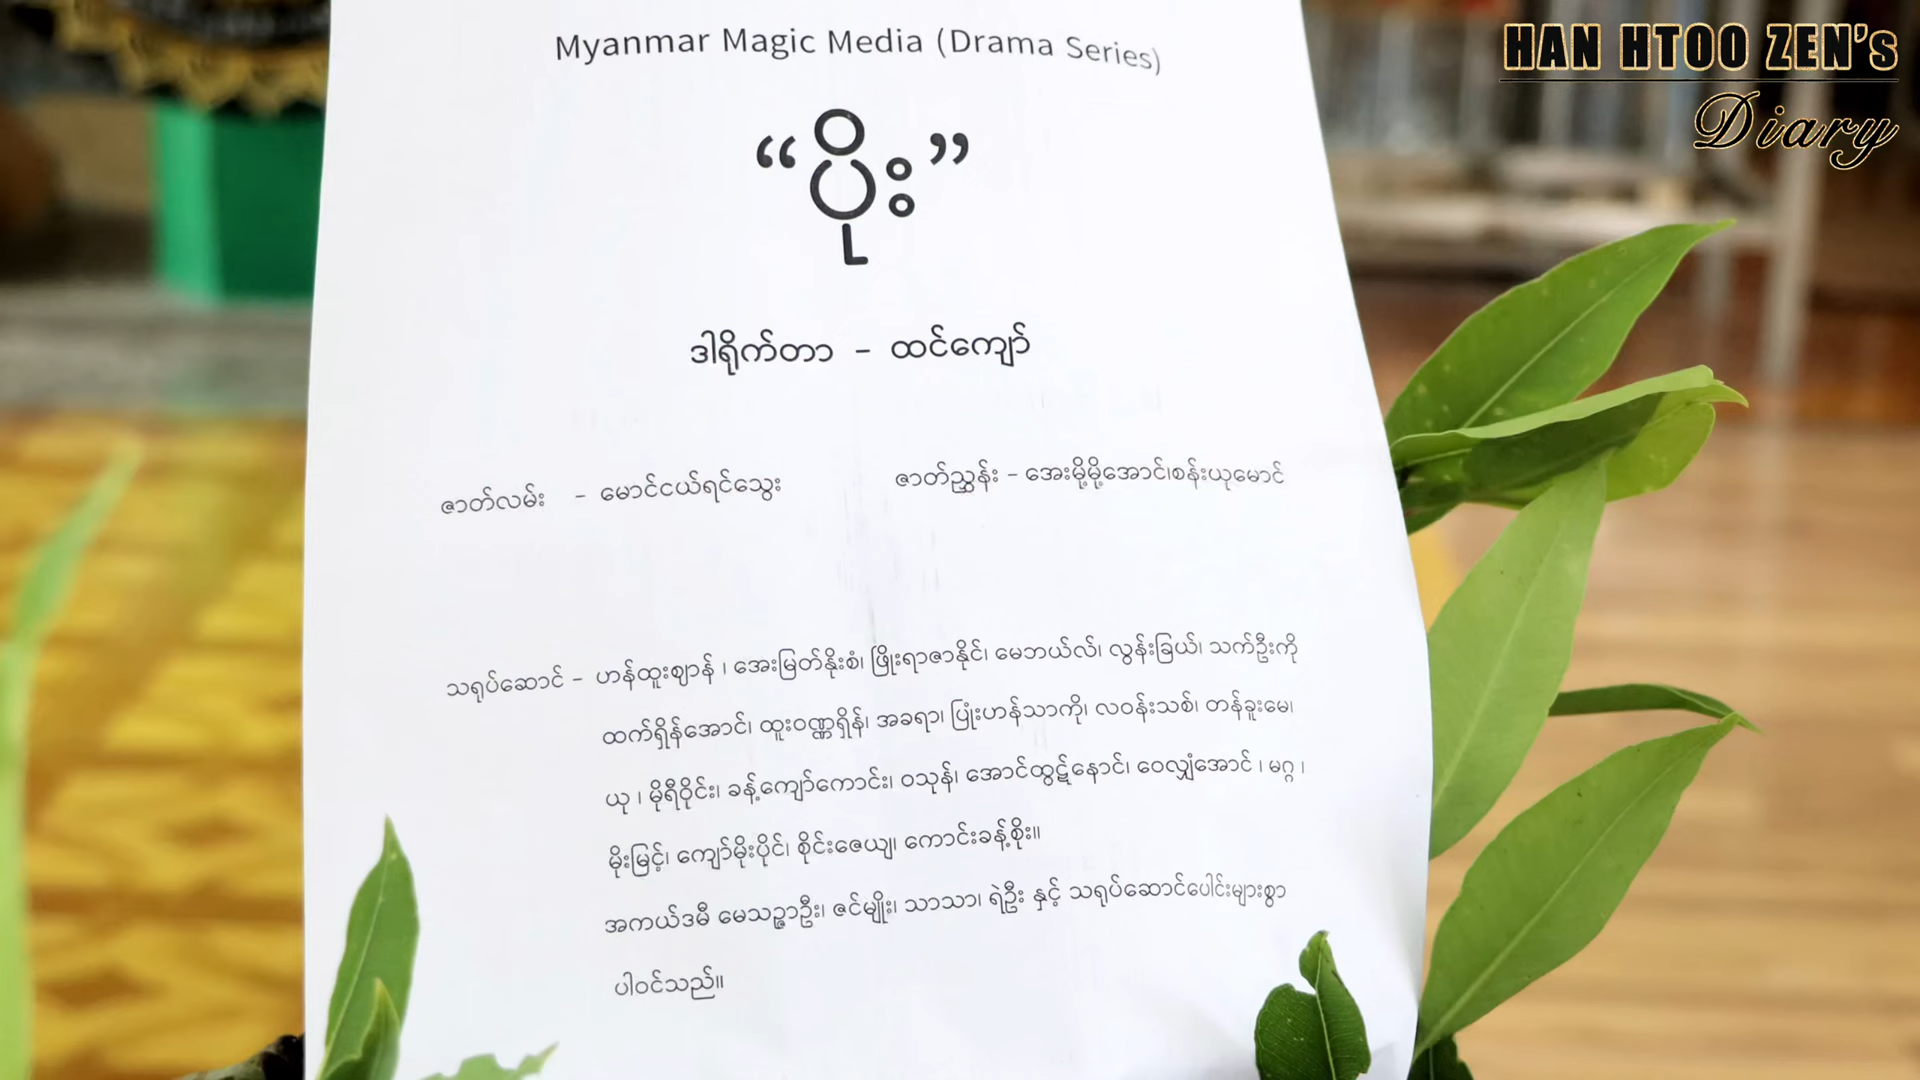 HAN HTOO ZEN's
Diary
Myanmar Magic Media (Drama Series)
“ပိုး”
ဒါရိုက်တာ - ထင်ကျော်
ဇာတ်လမ်း - မောင်ငယ်ရင်သွေး
ဇာတ်ညွှန်း - အေးမို့မို့အောင်၊စန်းယုမောင်
သရုပ်ဆောင် - ဟန်ထူးဈာန် ၊ အေးမြတ်နိုးစံ၊ ဖြိုးရာဇာနိုင်၊ မေဘယ်လ်၊ လွန်းခြယ်၊ သက်ဦးကို
ထက်ရှိန်အောင်၊ ထူးဝဏ္ဏရှိန်၊ အခရာ၊ ပြုံးဟန်သာကို၊ လဝန်းသစ်၊ တန်ခူးမေ၊
ယု ၊ မိုရီဝိုင်း၊ ခန့်ကျော်ကောင်း၊ ဝသုန်၊ အောင်ထွဋ်နောင်၊ ဝေလျှံအောင် ၊ မဂ္ဂ ၊
မိုးမြင့်၊ ကျော်မိုးပိုင်၊ စိုင်းဇေယျ၊ ကောင်းခန့်စိုး။
အကယ်ဒမီ မေသဉ္ဇာဦး၊ ဇင်မျိုး၊ သာသာ၊ ရဲဦး နှင့် သရုပ်ဆောင်ပေါင်းများစွာ
ပါဝင်သည်။